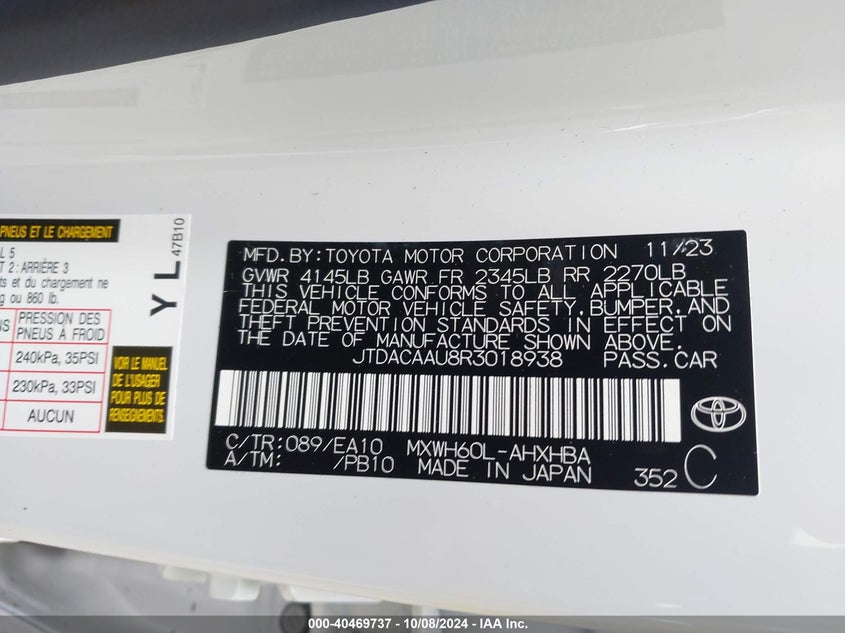 PNEUS ET LE CHARGEMENT
L 5
T 2: ARRIÈRE 3
ts et du chargement ne
g ou 860 lb.
PRESSION DES
PNEUS À FROID
240kPa, 35PSI
230kPa, 33PSI
AUCUN
VOIR LE MANUEL
DE L'USAGER
POUR PLUS DE
RENSEIGNEMENTS.
Y L
47B10
MFD. BY: TOYOTA MOTOR CORPORATION 11/23
GVWR 4145LB GAWR FR 2345LB RR 2270LB
THIS VEHICLE CONFORMS TO ALL APPLICABLE
FEDERAL MOTOR VEHICLE SAFETY, BUMPER, AND
THEFT PREVENTION STANDARDS IN EFFECT ON
THE DATE OF MANUFACTURE SHOWN ABOVE.
JTDACAAU8R3018938 PASS. CAR
C/TR: 089/EA10 MXWH60L-AHXHBA
A/TM: /PB10 MADE IN JAPAN 352 C
000-40469737 - 10/08/2024 - IAA Inc.